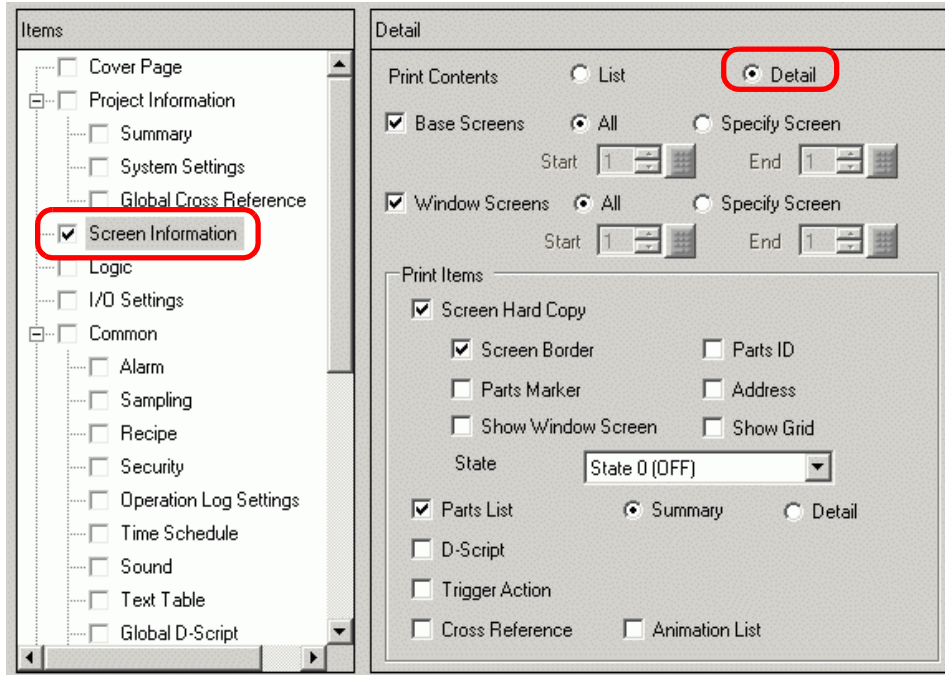 Items
Cover Page
Project Information
Summary
System Settings
Global Cross Reference
Screen Information
Logic
I/O Settings
Common
Alarm
Sampling
Recipe
Security
Operation Log Settings
Time Schedule
Sound
Text Table
Global D-Script
Detail
Print Contents List Detail
Base Screens All Specify Screen
Start 1 End 1
Window Screens All Specify Screen
Start 1 End 1
Print Items
Screen Hard Copy
Screen Border Parts ID
Parts Marker Address
Show Window Screen Show Grid
State State 0 (OFF)
Parts List Summary Detail
D-Script
Trigger Action
Cross Reference Animation List